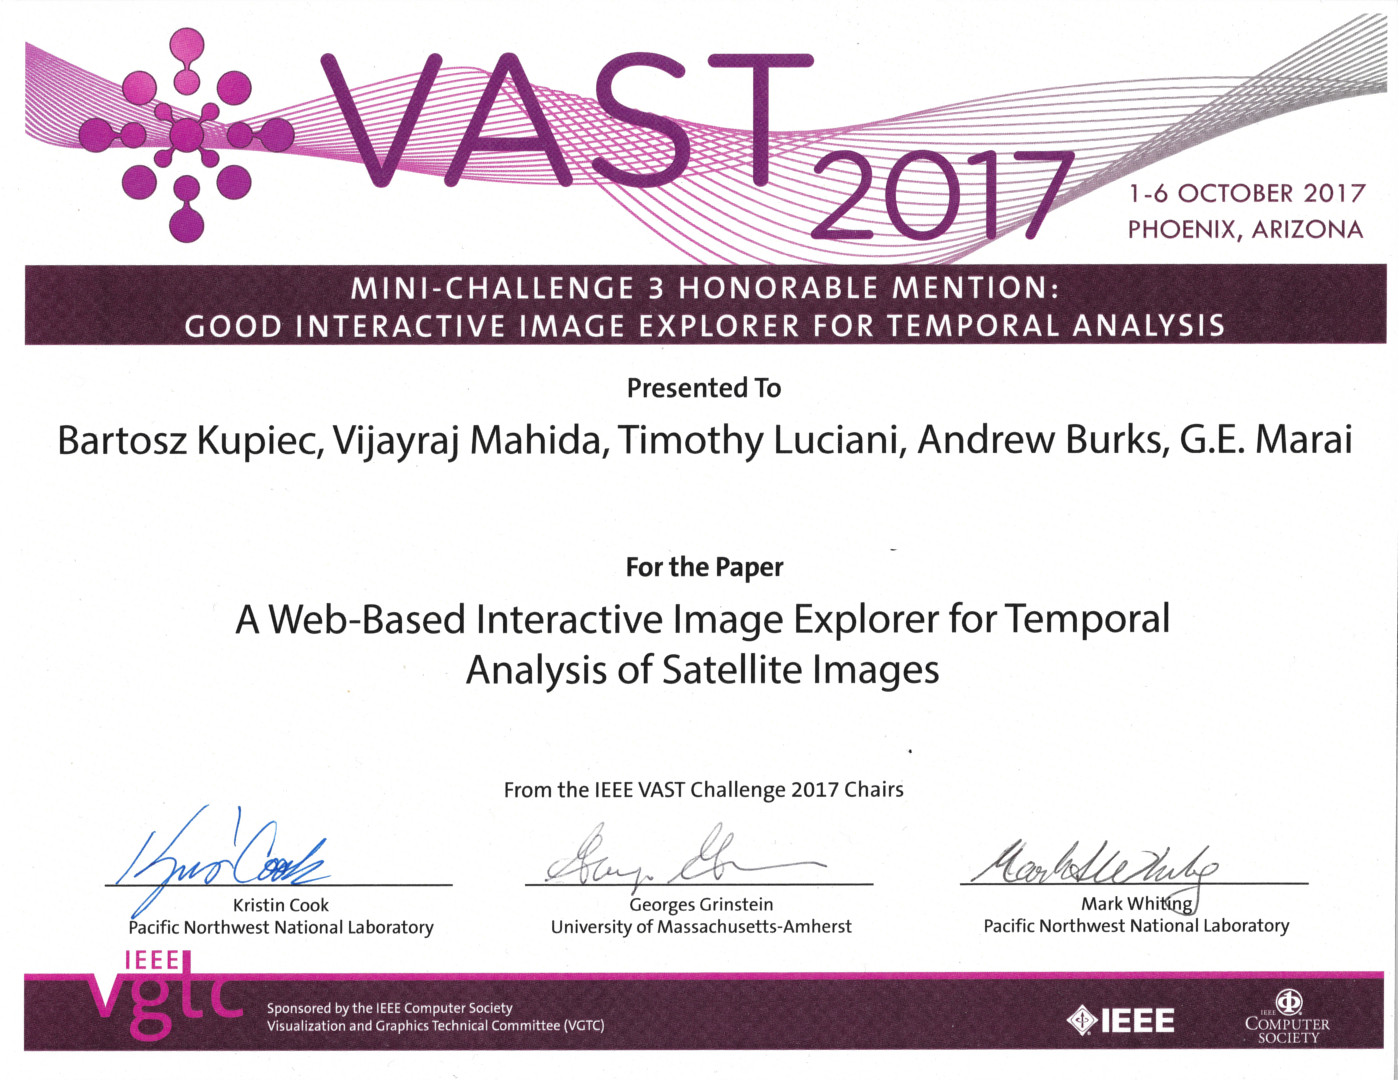 VAST
2017
1-6 OCTOBER 2017
PHOENIX, ARIZONA
MINI-CHALLENGE 3 HONORABLE MENTION:
GOOD INTERACTIVE IMAGE EXPLORER FOR TEMPORAL ANALYSIS
Presented To
Bartosz Kupiec, Vijayraj Mahida, Timothy Luciani, Andrew Burks, G.E. Marai
For the Paper
A Web-Based Interactive Image Explorer for Temporal
Analysis of Satellite Images
From the IEEE VAST Challenge 2017 Chairs
Kristin Cook
Pacific Northwest National Laboratory
Georges Grinstein
University of Massachusetts-Amherst
Mark Whiting
Pacific Northwest National Laboratory
IEEE
vgtc
Sponsored by the IEEE Computer Society
Visualization and Graphics Technical Committee (VGTC)
IEEE
IEEE
COMPUTER
SOCIETY